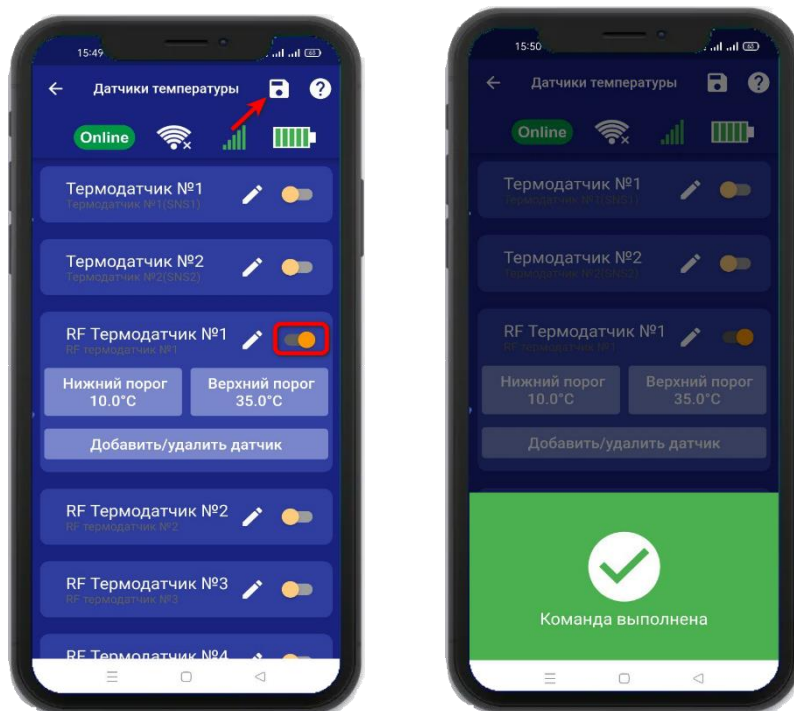 15:49
63
Датчики температуры
Online
Термодатчик №1
Термодатчик №1(SNS1)
Термодатчик №2
Термодатчик №2(SNS2)
RF Термодатчик №1
RF термодатчик №1
Нижний порог
10.0°C
Верхний порог
35.0°C
Добавить/удалить датчик
RF Термодатчик №2
RF термодатчик №2
RF Термодатчик №3
RF термодатчик №3
RF Термодатчик №4
15:50
63
Датчики температуры
Online
Термодатчик №1
Термодатчик №1(SNS1)
Термодатчик №2
Термодатчик №2(SNS2)
RF Термодатчик №1
RF термодатчик №1
Нижний порог
10.0°C
Верхний порог
35.0°C
Добавить/удалить датчик
Команда выполнена